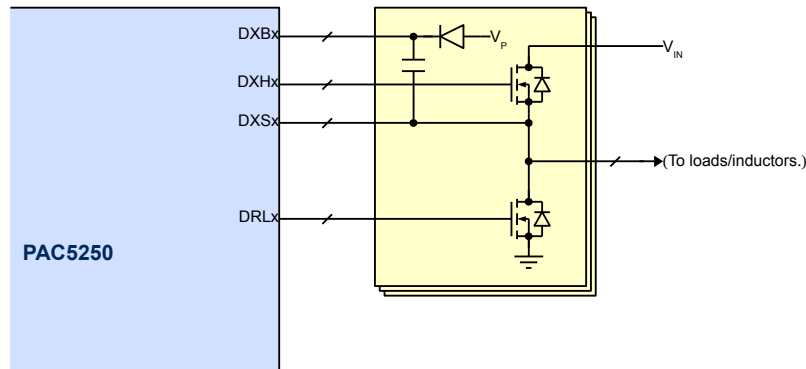 DXBx
V_P
V_IN
DXHx
DXSx
(To loads/inductors.)
DRLx
PAC5250